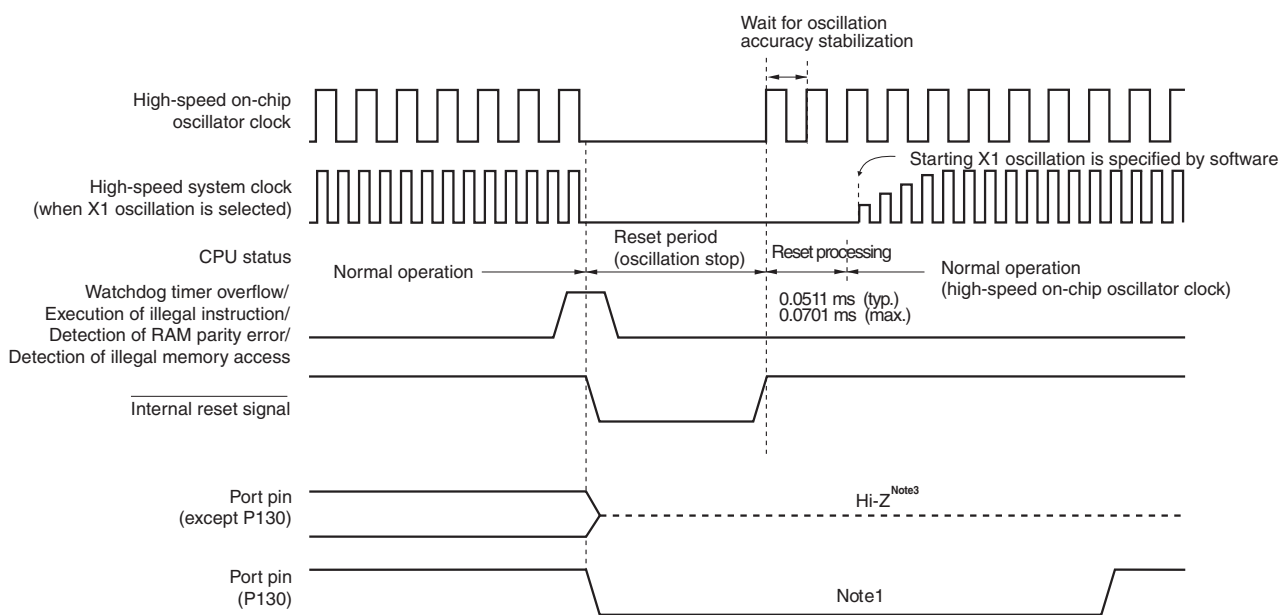 Wait for oscillation
accuracy stabilization
High-speed on-chip
oscillator clock
Starting X1 oscillation is specified by software
High-speed system clock
(when X1 oscillation is selected)
CPU status
Normal operation
Reset period
(oscillation stop)
Reset processing
0.0511 ms (typ.)
0.0701 ms (max.)
Normal operation
(high-speed on-chip oscillator clock)
Watchdog timer overflow/
Execution of illegal instruction/
Detection of RAM parity error/
Detection of illegal memory access
Internal reset signal
Port pin
(except P130)
Hi-Z Note3
Port pin
(P130)
Note1